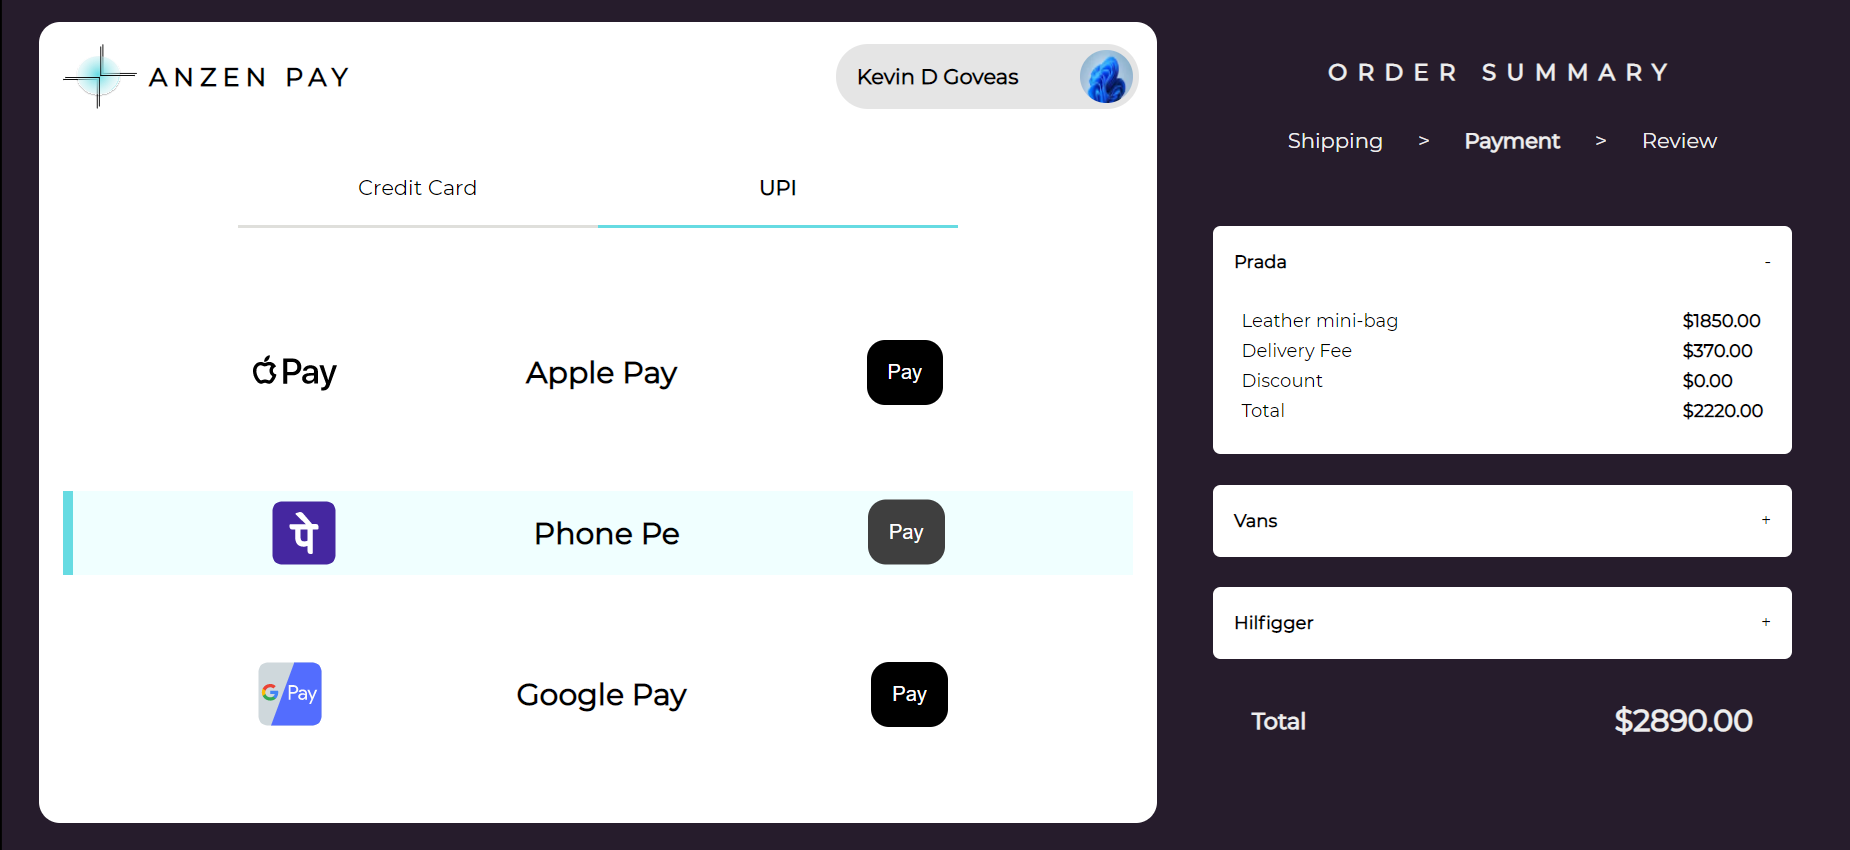 ANZEN PAY
Kevin D Goveas
Credit Card
UPI
Pay
Apple Pay
Pay
पे
Phone Pe
Pay
G Pay
Google Pay
Pay
ORDER SUMMARY
Shipping > Payment > Review
Prada -
Leather mini-bag $1850.00
Delivery Fee $370.00
Discount $0.00
Total $2220.00
Vans +
Hilfigger +
Total $2890.00